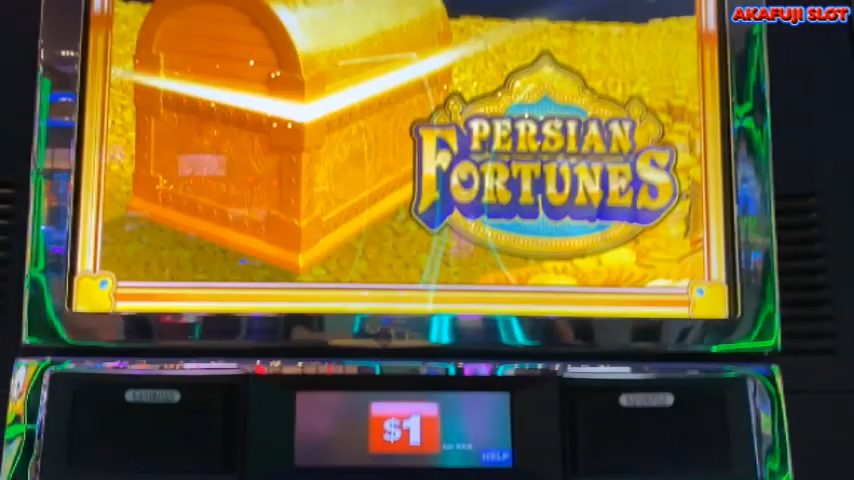 AKAFUJI SLOT
PERSIAN
FORTUNES
$1
HELP